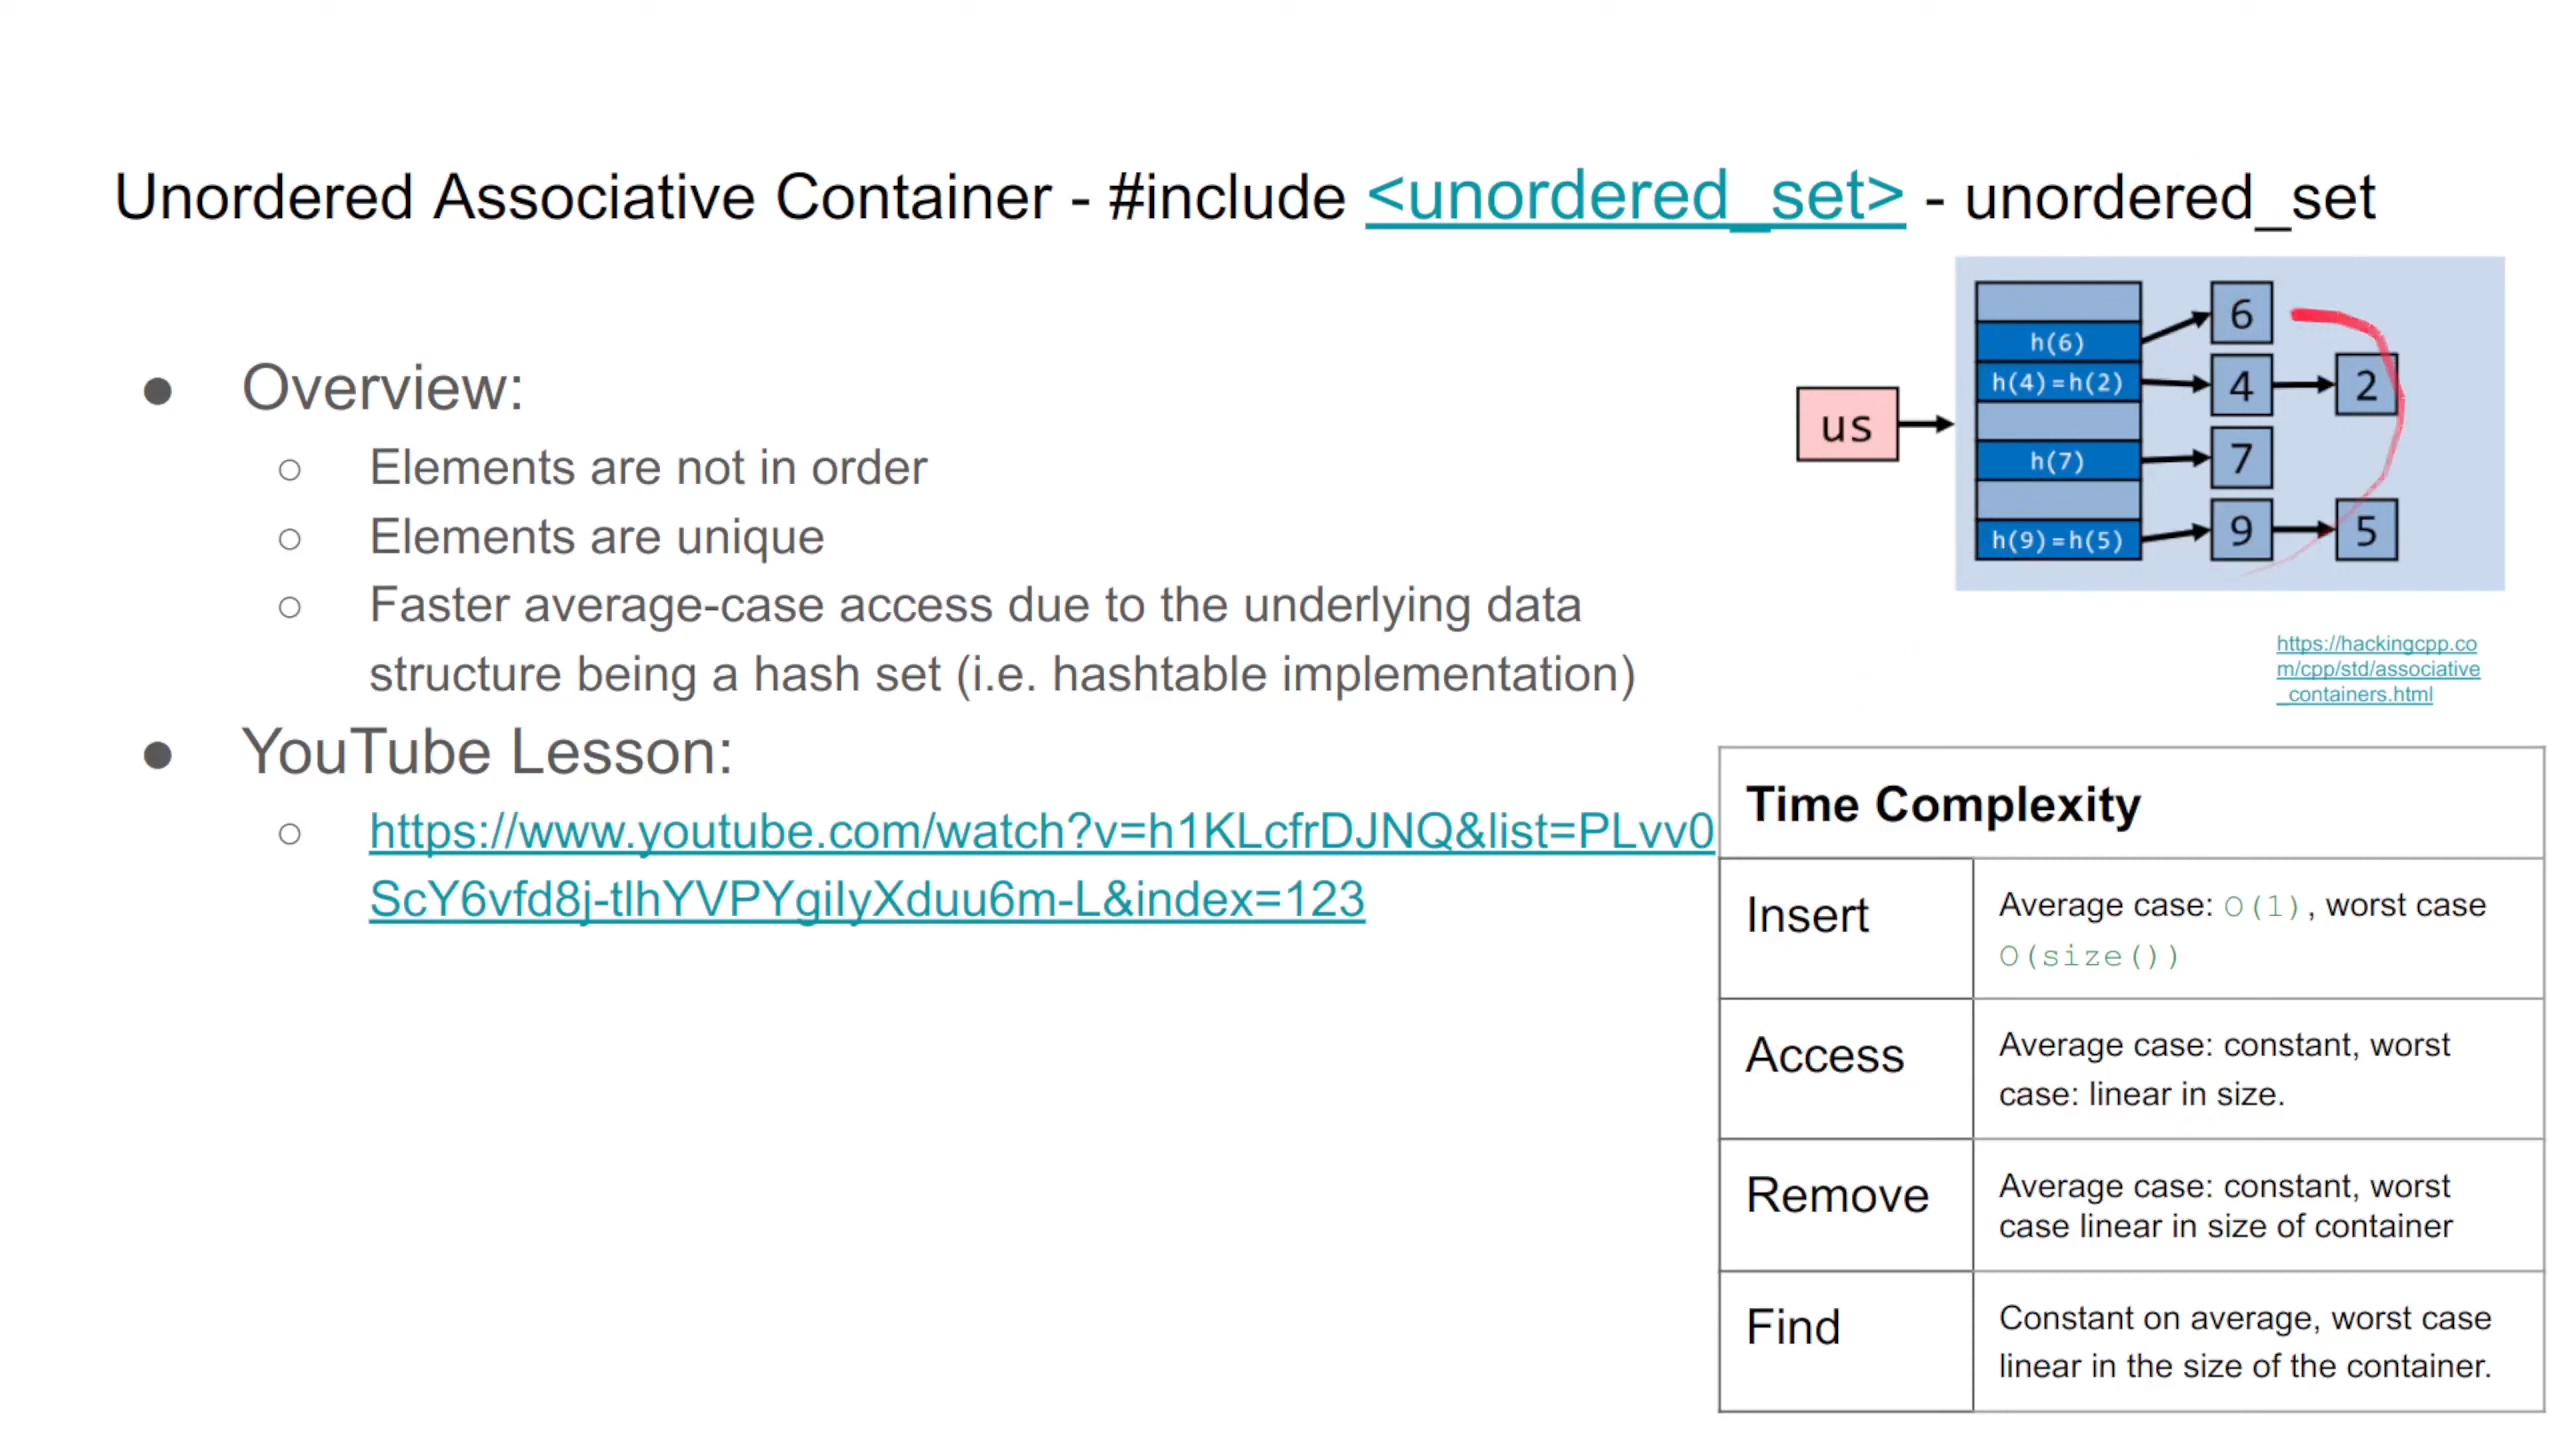 Unordered Associative Container - #include <unordered_set> - unordered_set
● Overview:
○ Elements are not in order
○ Elements are unique
○ Faster average-case access due to the underlying data
structure being a hash set (i.e. hashtable implementation)
● YouTube Lesson:
○ https://www.youtube.com/watch?v=h1KLcfrDJNQ&list=PLvv0
ScY6vfd8j-tlhYVPYgiIyXduu6m-L&index=123
us
h(6)
h(4)=h(2)
h(7)
h(9)=h(5)
6
4 2
7
9 5
https://hackingcpp.co
m/cpp/std/associative
_containers.html
Time Complexity
Insert
Average case: O(1), worst case
O(size())
Access
Average case: constant, worst
case: linear in size.
Remove
Average case: constant, worst
case linear in size of container
Find
Constant on average, worst case
linear in the size of the container.